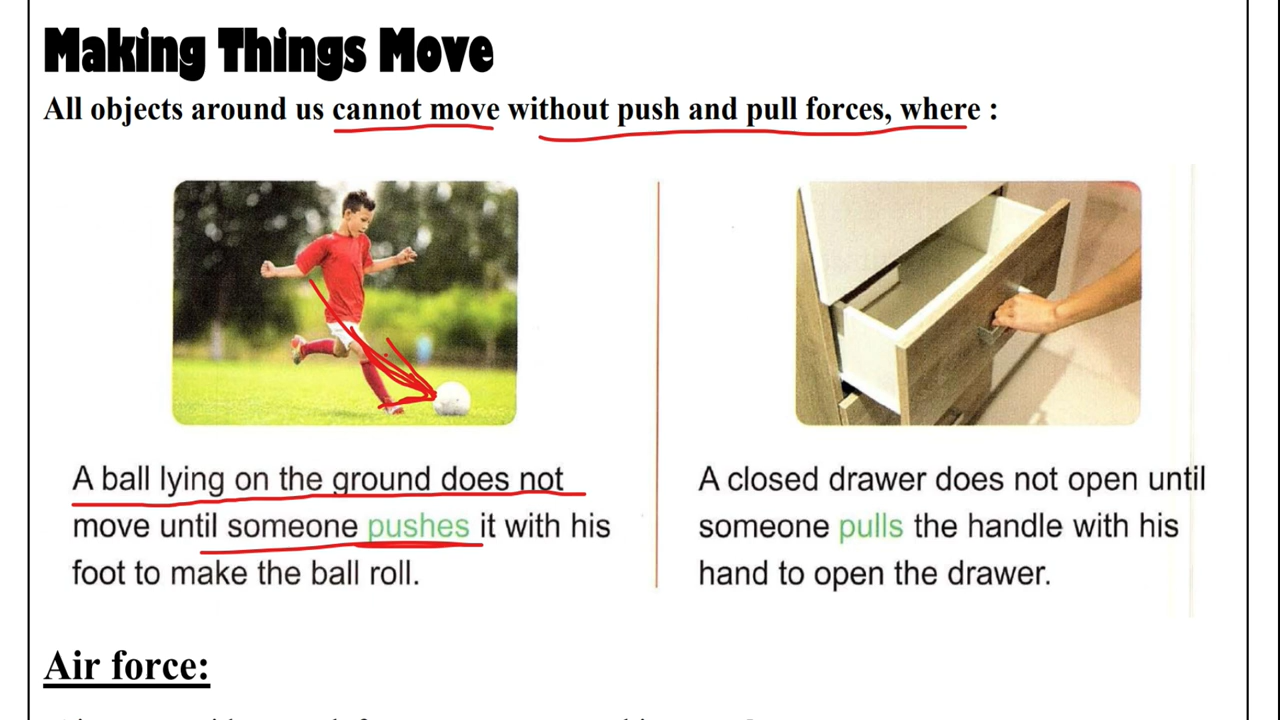 Making Things Move
All objects around us cannot move without push and pull forces, where :
A ball lying on the ground does not
move until someone pushes it with his
foot to make the ball roll.
A closed drawer does not open until
someone pulls the handle with his
hand to open the drawer.
Air force: